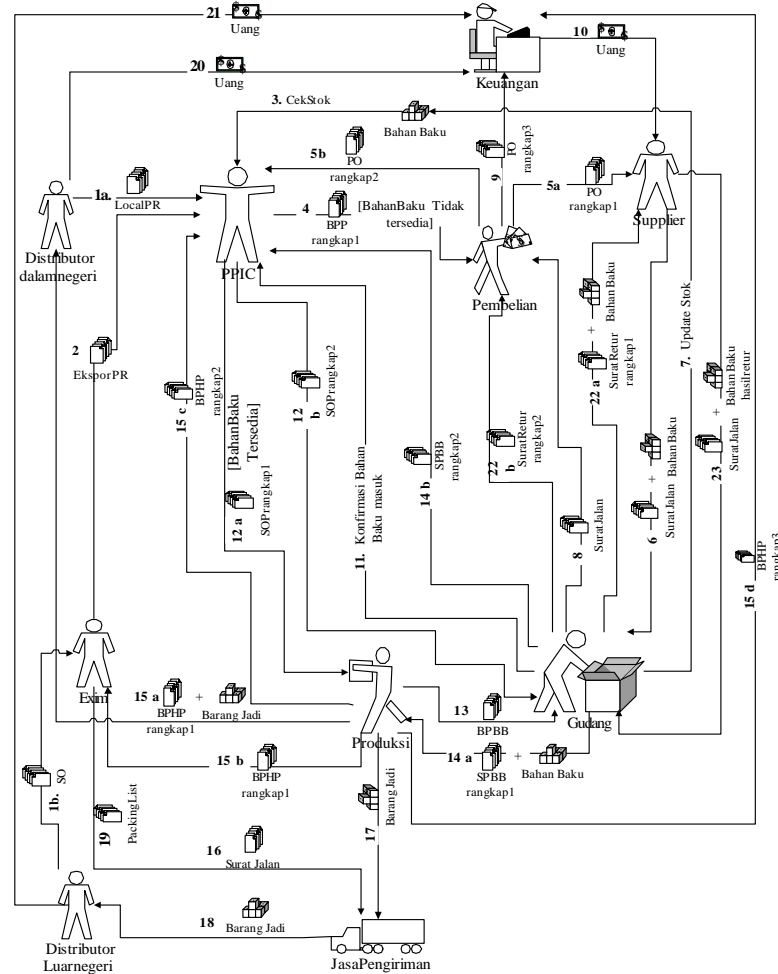 21
Uang
10
Uang
Keuangan
20
Uang
3. CekStok
Bahan Baku
5b
PO
rangkap2
9
PO
rangkap3
5a
PO
rangkap1
Supplier
1a.
LocalPR
4
BPP
rangkap1
[BahanBaku Tidak
tersedia]
Distributor
dalamnegeri
PPIC
Pembelian
2
EksporPR
15 c
BPHP
rangkap2
[BahanBaku
Tersedia]
12 a
SOPrangkap1
12
b
SOPrangkap2
11. Konfirmasi Bahan
Baku masuk
14 b
SPBB
rangkap2
22
b
SuratRetur
rangkap2
8
SuratJalan
22 a
SuratRetur
rangkap1
+
Bahan Baku
6
SuratJalan
+
Bahan Baku
7. Update Stok
23
SuratJalan
+
Bahan Baku
hasilretur
15 d
BPHP
rangkap3
Exim
15 a
BPHP
rangkap1
+
Barang Jadi
Produksi
13
BPBB
Gudang
14 a
SPBB
rangkap1
+
Bahan Baku
15 b
BPHP
rangkap1
1b.
SO
19
PackingList
17
Barang Jadi
16
Surat Jalan
18
Barang Jadi
Distributor
Luarnegeri
JasaPengiriman